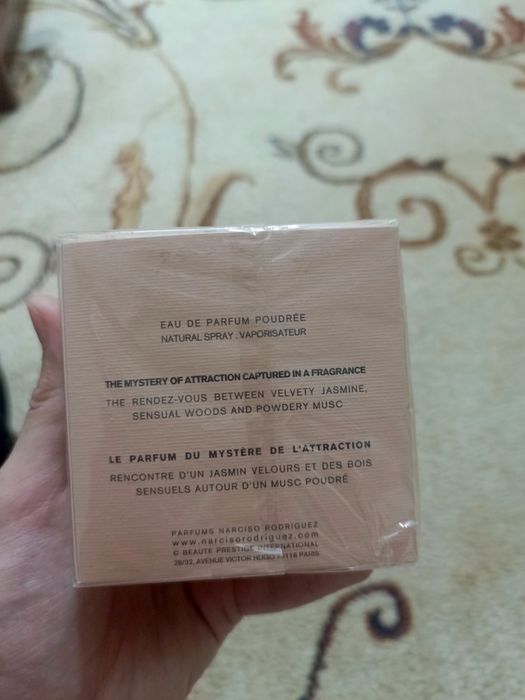 EAU DE PARFUM POUDRÉE
NATURAL SPRAY . VAPORISATEUR
THE MYSTERY OF ATTRACTION CAPTURED IN A FRAGRANCE
THE RENDEZ-VOUS BETWEEN VELVETY JASMINE,
SENSUAL WOODS AND POWDERY MUSC
LE PARFUM DU MYSTÈRE DE L'ATTRACTION
RENCONTRE D'UN JASMIN VELOURS ET DES BOIS
SENSUELS AUTOUR D'UN MUSC POUDRÉ
PARFUMS NARCISO RODRIGUEZ
www.narcisorodriguez.com
© BEAUTE PRESTIGE INTERNATIONAL
28/32, AVENUE VICTOR HUGO 75116 PARIS